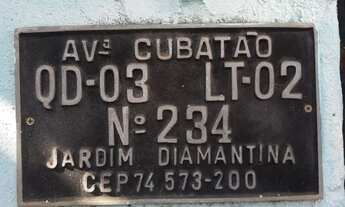 AVª CUBATÃO
QD-03 LT-02
Nº 234
JARDIM DIAMANTINA
CEP 74 573-200